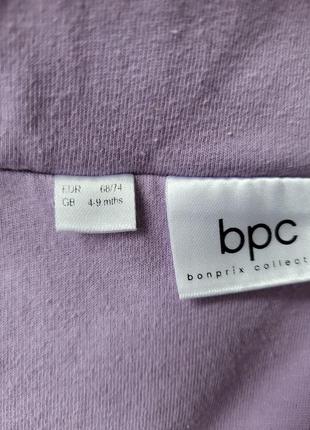 EUR 68/74
GB 4-9 mths
bpc
bonprix collect